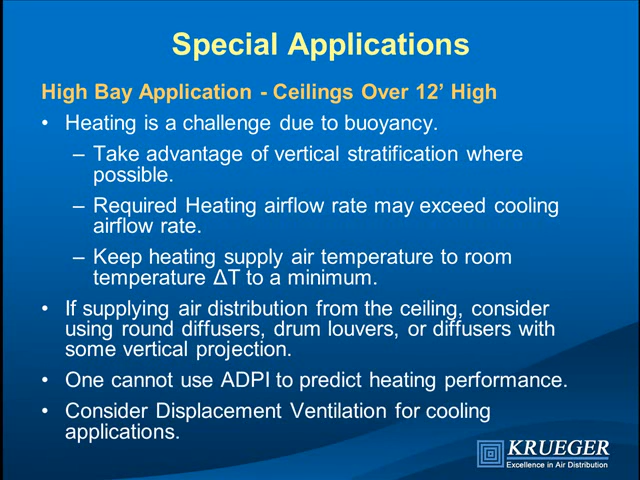 Special Applications
High Bay Application - Ceilings Over 12’ High
• Heating is a challenge due to buoyancy.
– Take advantage of vertical stratification where
possible.
– Required Heating airflow rate may exceed cooling
airflow rate.
– Keep heating supply air temperature to room
temperature ΔT to a minimum.
• If supplying air distribution from the ceiling, consider
using round diffusers, drum louvers, or diffusers with
some vertical projection.
• One cannot use ADPI to predict heating performance.
• Consider Displacement Ventilation for cooling
applications.
KRUEGER
Excellence in Air Distribution